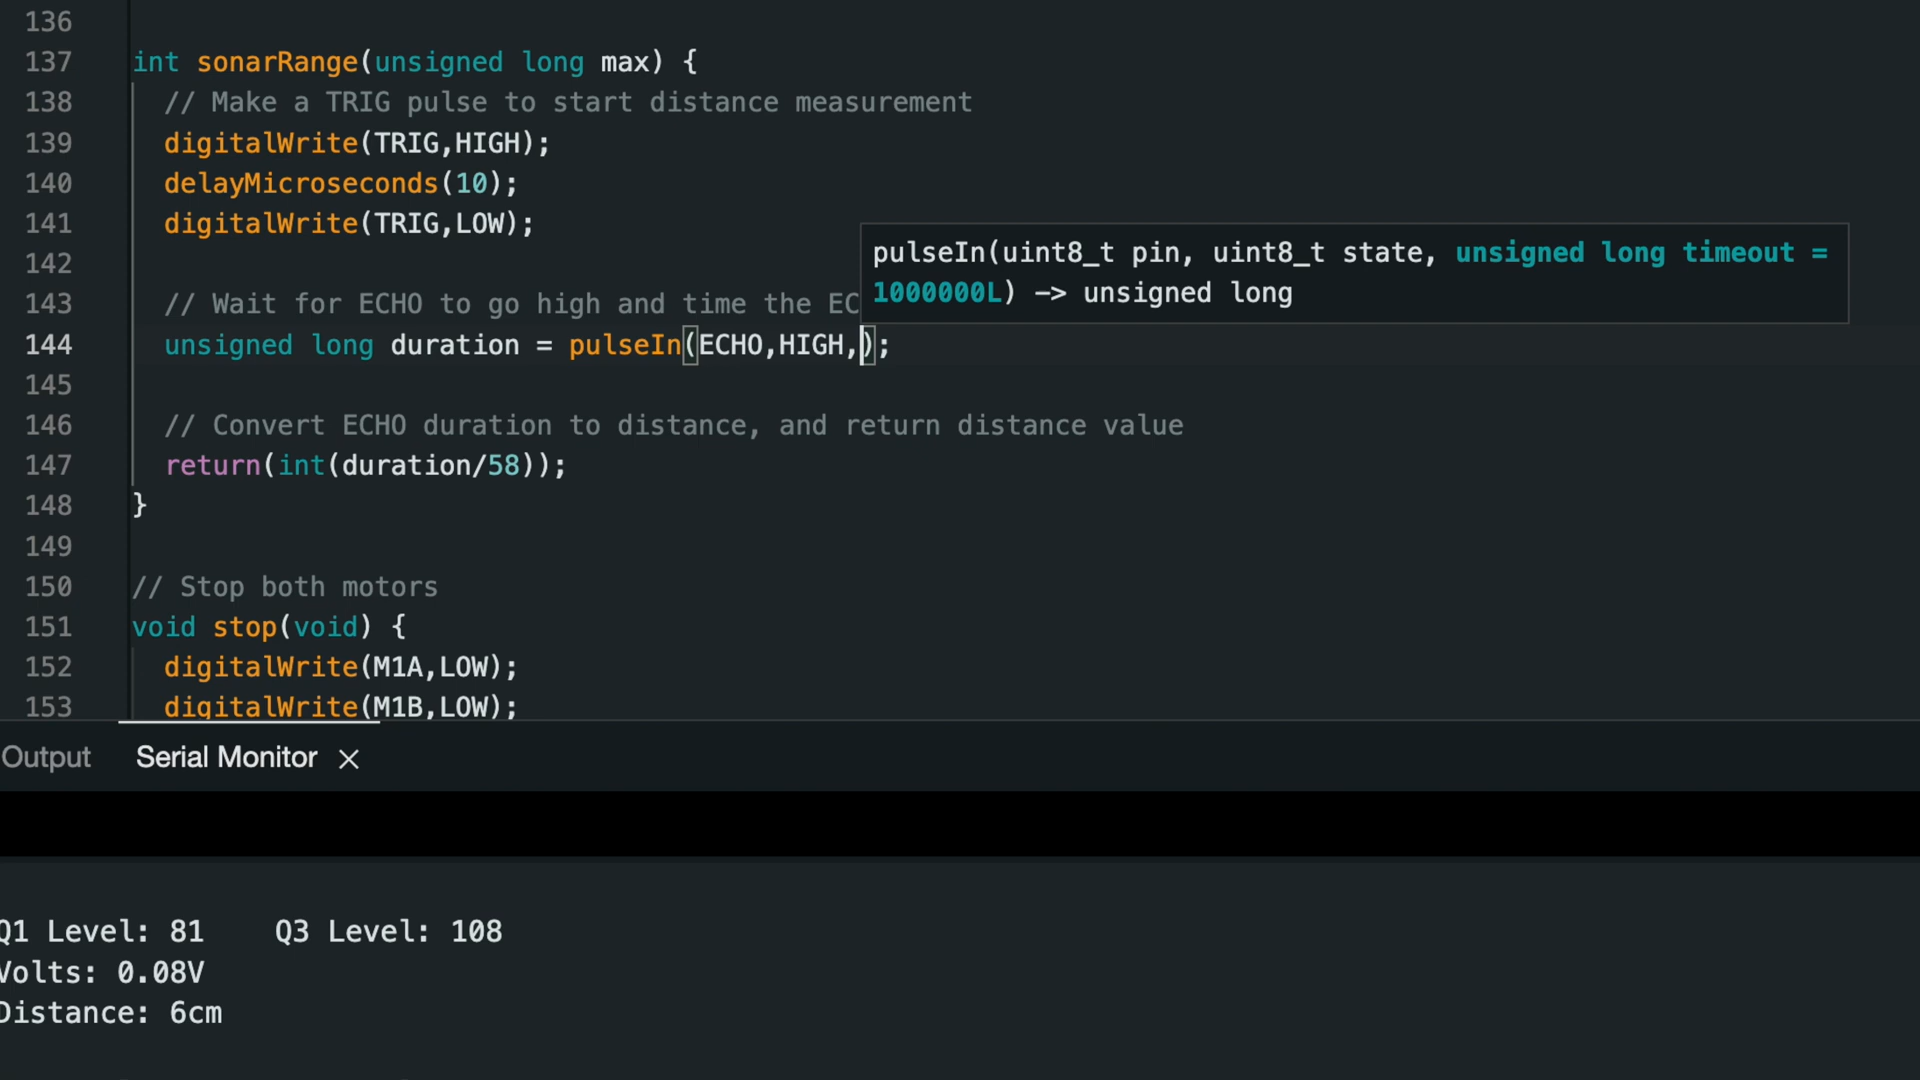 136
137 int sonarRange(unsigned long max) {
138 // Make a TRIG pulse to start distance measurement
139 digitalWrite(TRIG,HIGH);
140 delayMicroseconds(10);
141 digitalWrite(TRIG,LOW);
pulseIn(uint8_t pin, uint8_t state, unsigned long timeout =
1000000L) -> unsigned long
142
143 // Wait for ECHO to go high and time the EC
144 unsigned long duration = pulseIn(ECHO,HIGH,);
145
146 // Convert ECHO duration to distance, and return distance value
147 return(int(duration/58));
148 }
149
150 // Stop both motors
151 void stop(void) {
152 digitalWrite(M1A,LOW);
153 digitalWrite(M1B,LOW);
Output Serial Monitor ×
Q1 Level: 81 Q3 Level: 108
Volts: 0.08V
Distance: 6cm